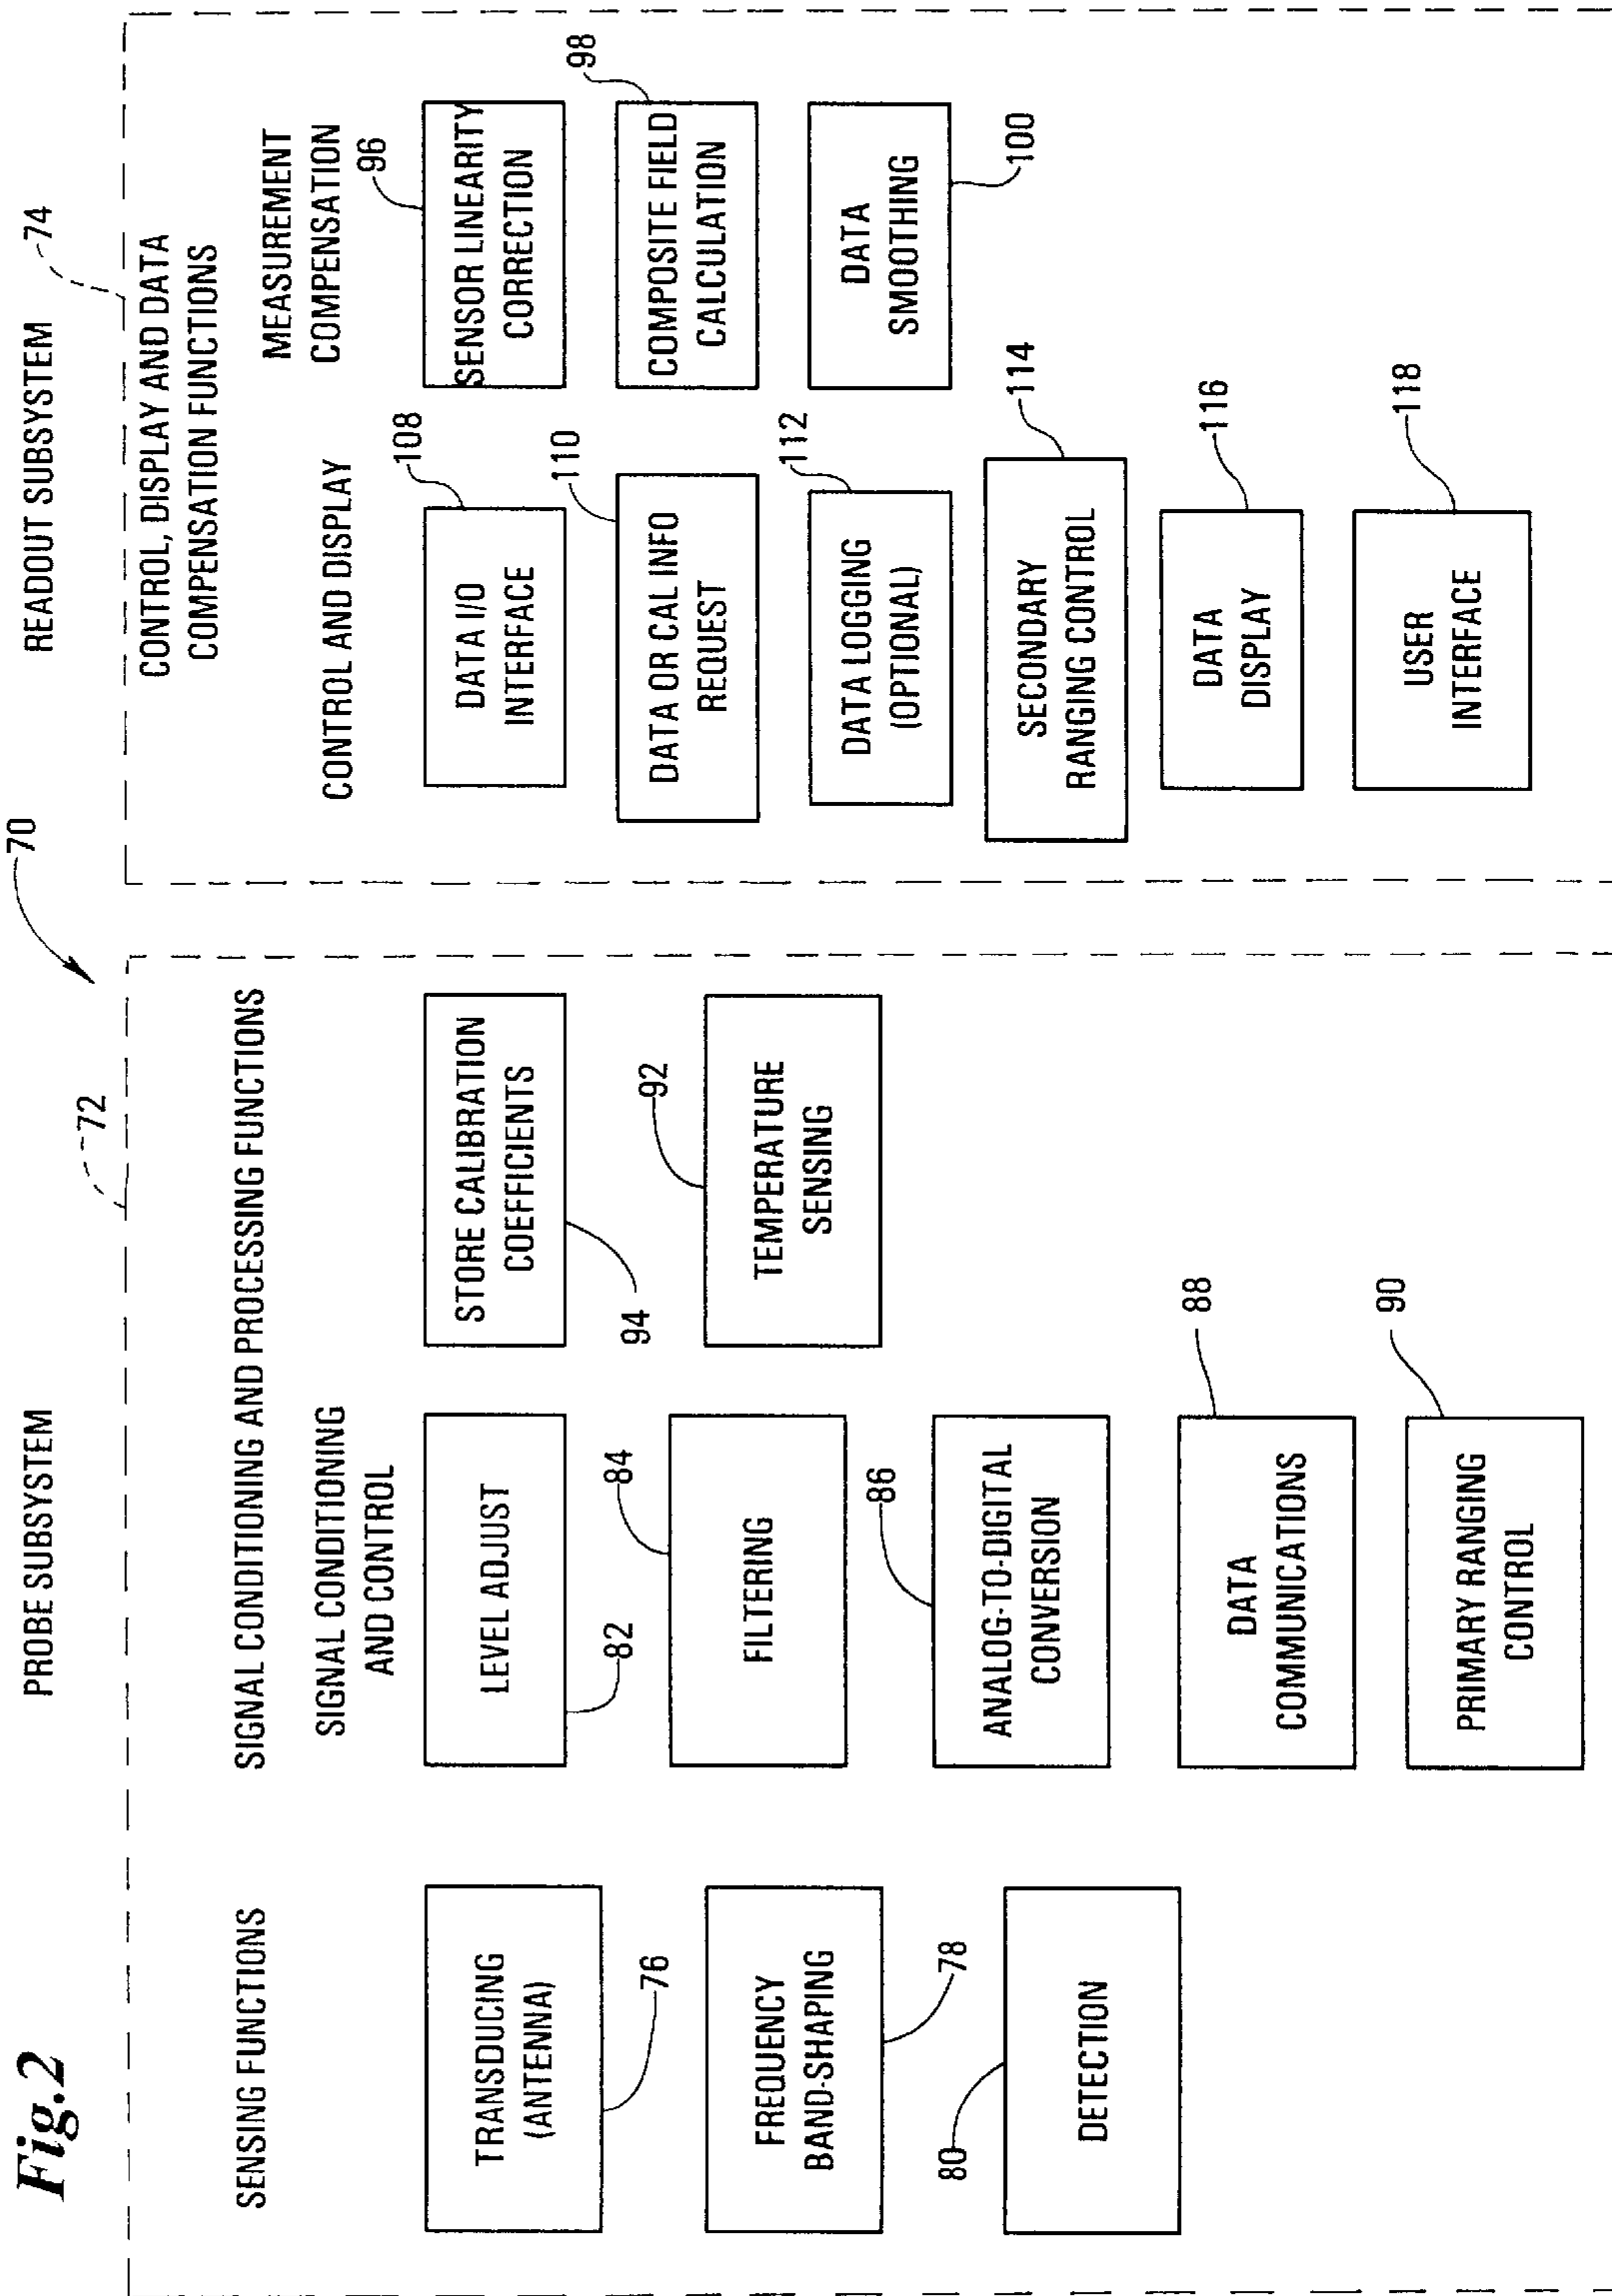 Fig.2
70
PROBE SUBSYSTEM
72
SENSING FUNCTIONS
TRANSDUCING
(ANTENNA)
76
FREQUENCY
BAND-SHAPING
78
80
DETECTION
SIGNAL CONDITIONING AND PROCESSING FUNCTIONS
SIGNAL CONDITIONING
AND CONTROL
LEVEL ADJUST
82
84
FILTERING
86
ANALOG-TO-DIGITAL
CONVERSION
88
DATA
COMMUNICATIONS
90
PRIMARY RANGING
CONTROL
STORE CALIBRATION
COEFFICIENTS
94
92
TEMPERATURE
SENSING
READOUT SUBSYSTEM
74
CONTROL, DISPLAY AND DATA
COMPENSATION FUNCTIONS
CONTROL AND DISPLAY
108
DATA I/O
INTERFACE
110
DATA OR CAL INFO
REQUEST
112
DATA LOGGING
(OPTIONAL)
114
SECONDARY
RANGING CONTROL
116
DATA
DISPLAY
118
USER
INTERFACE
MEASUREMENT
COMPENSATION
96
SENSOR LINEARITY
CORRECTION
98
COMPOSITE FIELD
CALCULATION
DATA
SMOOTHING
100